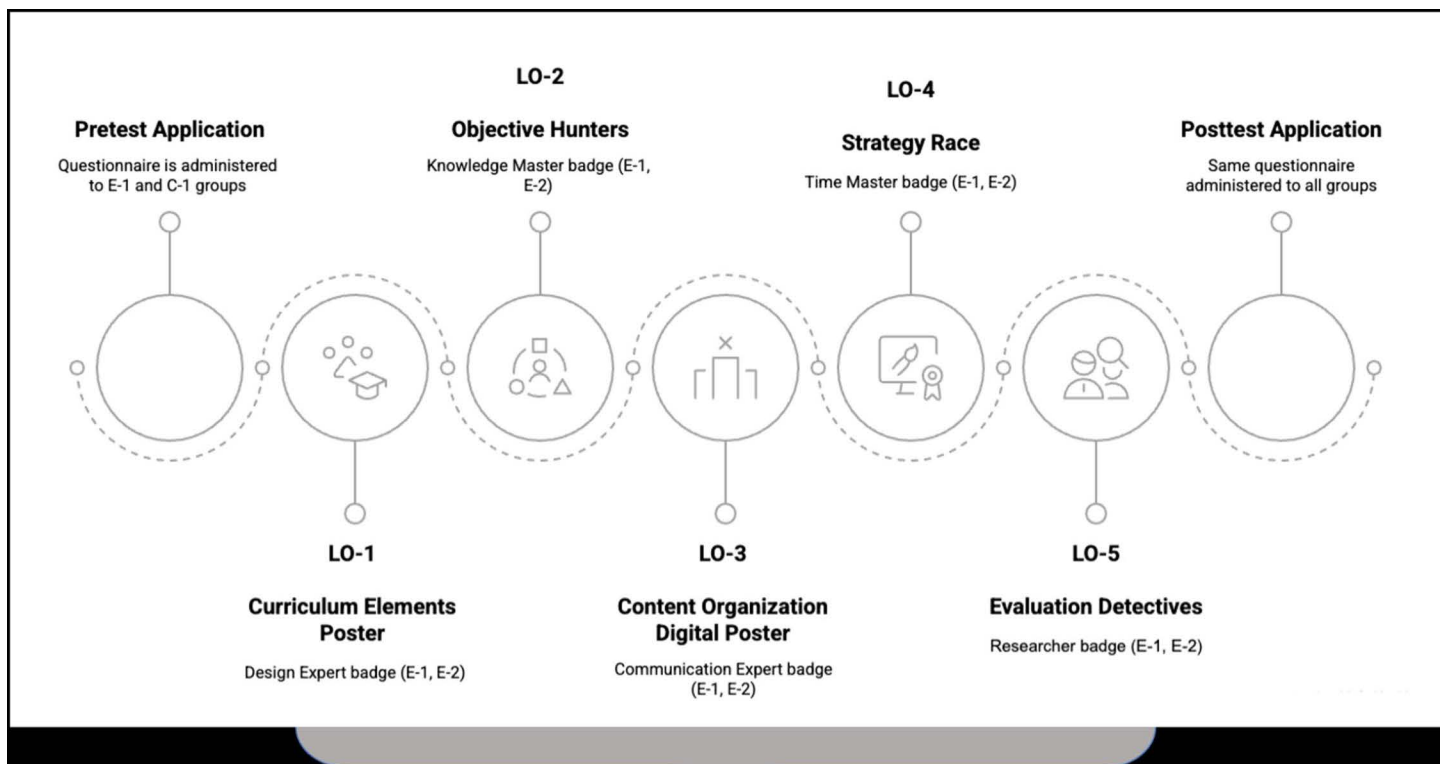 Pretest Application
Questionnaire is administered
to E-1 and C-1 groups
LO-1
Curriculum Elements
Poster
Design Expert badge (E-1, E-2)
LO-2
Objective Hunters
Knowledge Master badge (E-1,
E-2)
LO-3
Content Organization
Digital Poster
Communication Expert badge
(E-1, E-2)
LO-4
Strategy Race
Time Master badge (E-1, E-2)
LO-5
Evaluation Detectives
Researcher badge (E-1, E-2)
Posttest Application
Same questionnaire
administered to all groups